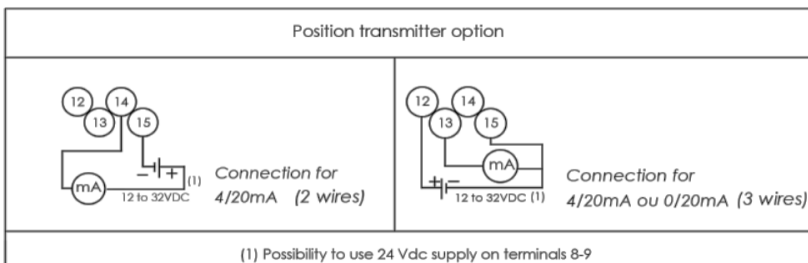 Position transmitter option
12
14
13
15
(1)
mA
12 to 32VDC
Connection for
4/20mA (2 wires)
12
14
13
15
mA
12 to 32VDC (1)
Connection for
4/20mA ou 0/20mA (3 wires)
(1) Possibility to use 24 Vdc supply on terminals 8-9